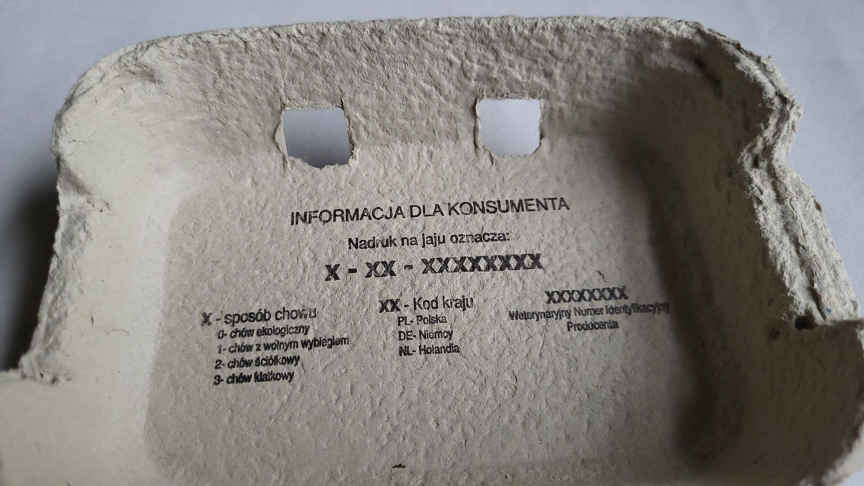 INFORMACJA DLA KONSUMENTA
Nadruk na jaju oznacza:
X - XX - XXXXXXXX
X - sposób chowu
0- chów ekologiczny
1- chów z wolnym wybiegiem
2- chów ściółkowy
3- chów klatkowy
XX - Kod kraju
PL- Polska
DE- Niemcy
NL- Holandia
XXXXXXXX
Weterynaryjny Numer Identyfikacyjny
Producenta